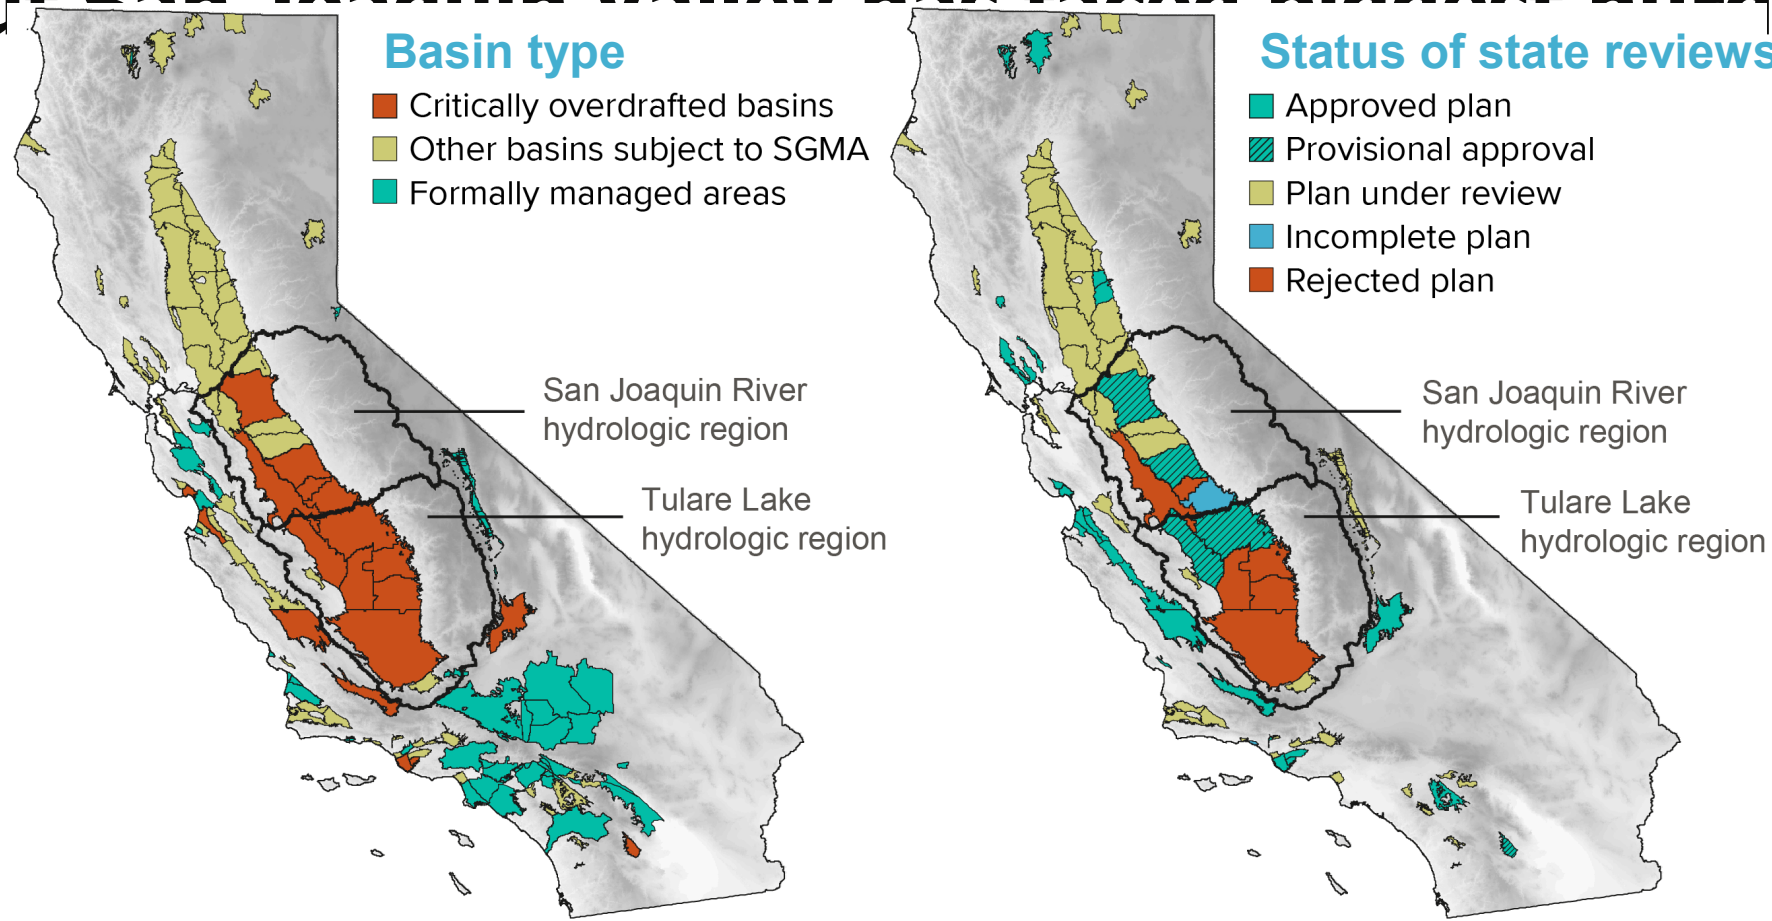 Basin type
Critically overdrafted basins
Other basins subject to SGMA
Formally managed areas
San Joaquin River
hydrologic region
Tulare Lake
hydrologic region
Status of state reviews
Approved plan
Provisional approval
Plan under review
Incomplete plan
Rejected plan
San Joaquin River
hydrologic region
Tulare Lake
hydrologic region